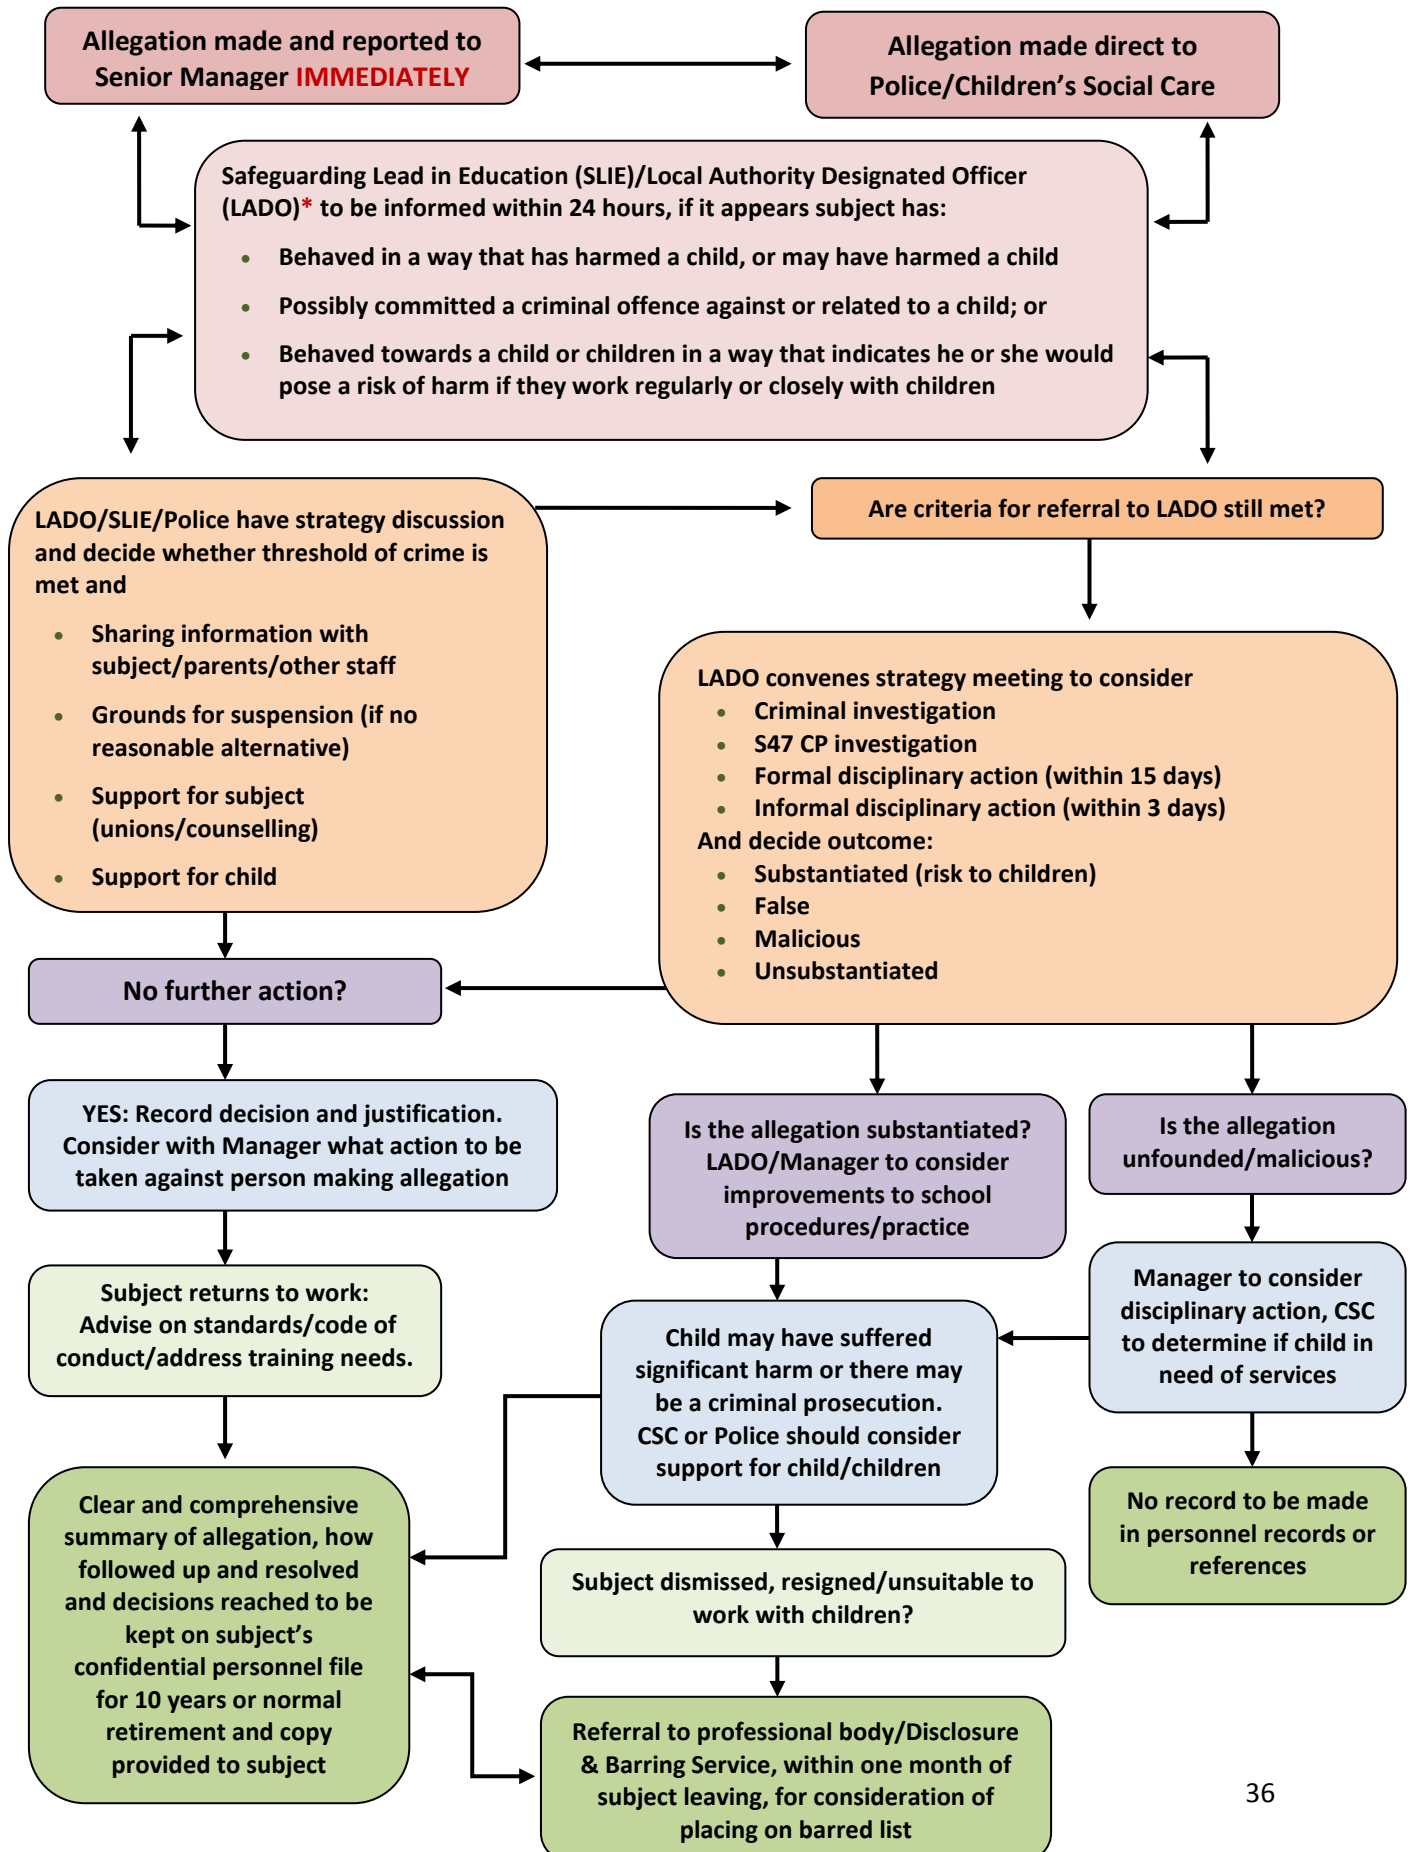 Allegation made and reported to
Senior Manager IMMEDIATELY
Allegation made direct to
Police/Children's Social Care
Safeguarding Lead in Education (SLIE)/Local Authority Designated Officer
(LADO)* to be informed within 24 hours, if it appears subject has:
• Behaved in a way that has harmed a child, or may have harmed a child
• Possibly committed a criminal offence against or related to a child; or
• Behaved towards a child or children in a way that indicates he or she would
pose a risk of harm if they work regularly or closely with children
LADO/SLIE/Police have strategy discussion
and decide whether threshold of crime is
met and
• Sharing information with
subject/parents/other staff
• Grounds for suspension (if no
reasonable alternative)
• Support for subject
(unions/counselling)
• Support for child
Are criteria for referral to LADO still met?
LADO convenes strategy meeting to consider
• Criminal investigation
• S47 CP investigation
• Formal disciplinary action (within 15 days)
• Informal disciplinary action (within 3 days)
And decide outcome:
• Substantiated (risk to children)
• False
• Malicious
• Unsubstantiated
No further action?
YES: Record decision and justification.
Consider with Manager what action to be
taken against person making allegation
Is the allegation substantiated?
LADO/Manager to consider
improvements to school
procedures/practice
Is the allegation
unfounded/malicious?
Subject returns to work:
Advise on standards/code of
conduct/address training needs.
Child may have suffered
significant harm or there may
be a criminal prosecution.
CSC or Police should consider
support for child/children
Manager to consider
disciplinary action, CSC
to determine if child in
need of services
Clear and comprehensive
summary of allegation, how
followed up and resolved
and decisions reached to be
kept on subject's
confidential personnel file
for 10 years or normal
retirement and copy
provided to subject
Subject dismissed, resigned/unsuitable to
work with children?
No record to be made
in personnel records or
references
Referral to professional body/Disclosure
& Barring Service, within one month of
subject leaving, for consideration of
placing on barred list
36